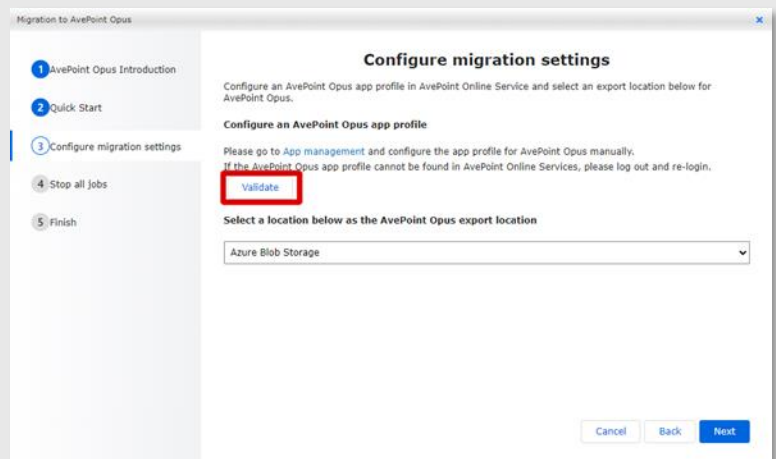 Migration to AvePoint Opus
x
1 AvePoint Opus Introduction
2 Quick Start
3 Configure migration settings
4 Stop all jobs
5 Finish
Configure migration settings
Configure an AvePoint Opus app profile in AvePoint Online Service and select an export location below for
AvePoint Opus.
Configure an AvePoint Opus app profile
Please go to App management and configure the app profile for AvePoint Opus manually.
If the AvePoint Opus app profile cannot be found in AvePoint Online Services, please log out and re-login.
Validate
Select a location below as the AvePoint Opus export location
Azure Blob Storage
Cancel Back Next